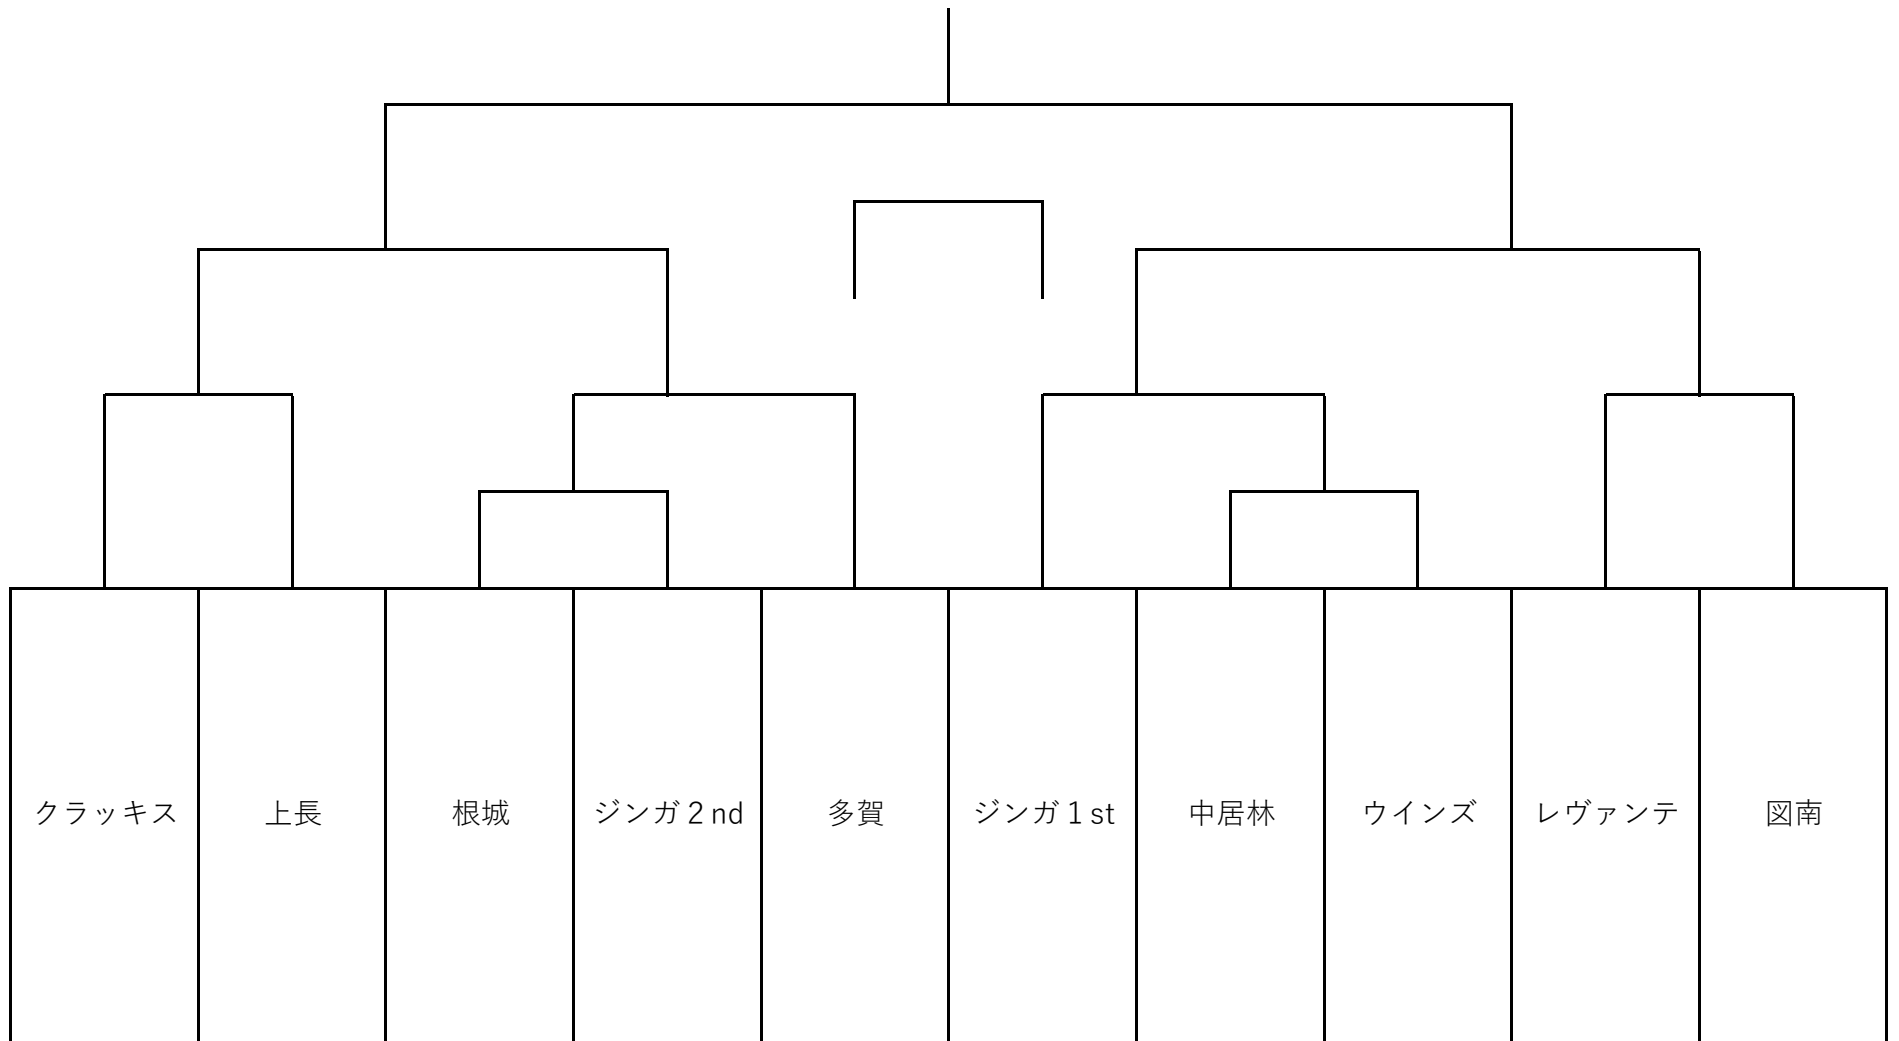 クラッキス
上長
根城
ジンガ２nd
多賀
ジンガ１st
中居林
ウインズ
レヴァンテ
図南